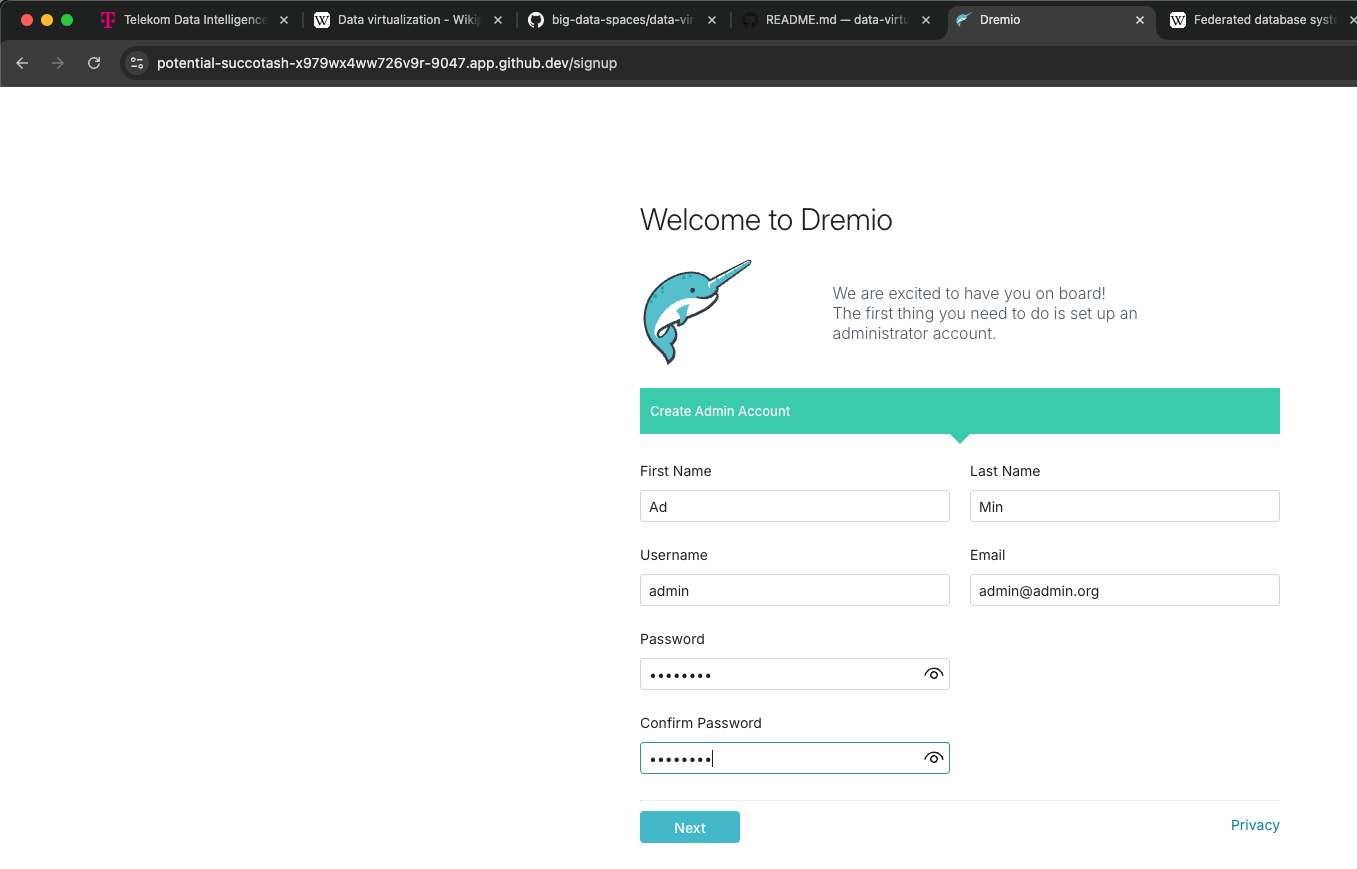 Telekom Data Intelligence
Data virtualization - Wikip
big-data-spaces/data-vir
README.md — data-virtu
Dremio
Federated database syste
potential-succotash-x979wx4ww726v9r-9047.app.github.dev/signup
Welcome to Dremio
We are excited to have you on board!
The first thing you need to do is set up an
administrator account.
Create Admin Account
First Name
Last Name
Ad
Min
Username
Email
admin
admin@admin.org
Password
••••••••
Confirm Password
••••••••
Next
Privacy